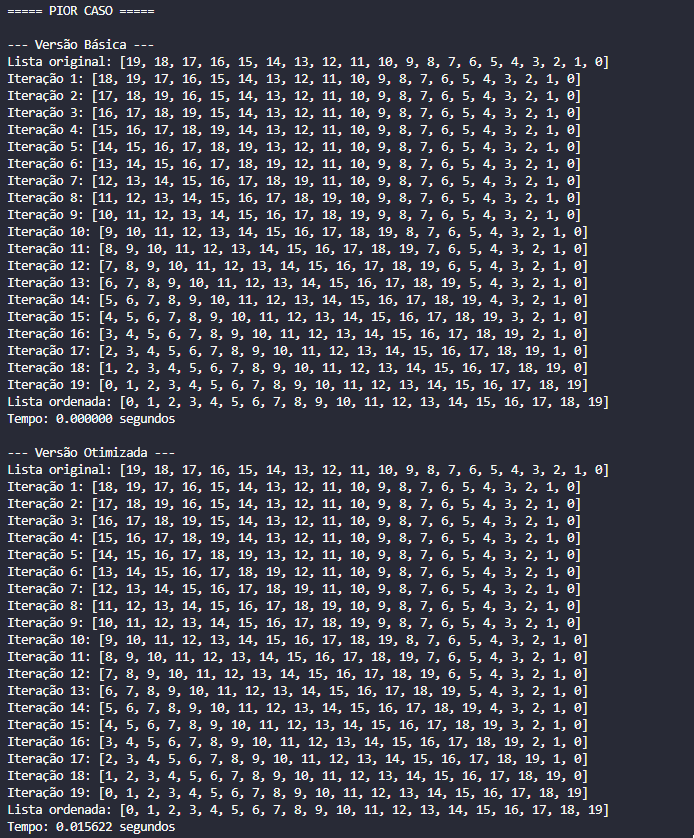 ===== PIOR CASO =====
--- Versão Básica ---
Lista original: [19, 18, 17, 16, 15, 14, 13, 12, 11, 10, 9, 8, 7, 6, 5, 4, 3, 2, 1, 0]
Iteração 1: [18, 19, 17, 16, 15, 14, 13, 12, 11, 10, 9, 8, 7, 6, 5, 4, 3, 2, 1, 0]
Iteração 2: [17, 18, 19, 16, 15, 14, 13, 12, 11, 10, 9, 8, 7, 6, 5, 4, 3, 2, 1, 0]
Iteração 3: [16, 17, 18, 19, 15, 14, 13, 12, 11, 10, 9, 8, 7, 6, 5, 4, 3, 2, 1, 0]
Iteração 4: [15, 16, 17, 18, 19, 14, 13, 12, 11, 10, 9, 8, 7, 6, 5, 4, 3, 2, 1, 0]
Iteração 5: [14, 15, 16, 17, 18, 19, 13, 12, 11, 10, 9, 8, 7, 6, 5, 4, 3, 2, 1, 0]
Iteração 6: [13, 14, 15, 16, 17, 18, 19, 12, 11, 10, 9, 8, 7, 6, 5, 4, 3, 2, 1, 0]
Iteração 7: [12, 13, 14, 15, 16, 17, 18, 19, 11, 10, 9, 8, 7, 6, 5, 4, 3, 2, 1, 0]
Iteração 8: [11, 12, 13, 14, 15, 16, 17, 18, 19, 10, 9, 8, 7, 6, 5, 4, 3, 2, 1, 0]
Iteração 9: [10, 11, 12, 13, 14, 15, 16, 17, 18, 19, 9, 8, 7, 6, 5, 4, 3, 2, 1, 0]
Iteração 10: [9, 10, 11, 12, 13, 14, 15, 16, 17, 18, 19, 8, 7, 6, 5, 4, 3, 2, 1, 0]
Iteração 11: [8, 9, 10, 11, 12, 13, 14, 15, 16, 17, 18, 19, 7, 6, 5, 4, 3, 2, 1, 0]
Iteração 12: [7, 8, 9, 10, 11, 12, 13, 14, 15, 16, 17, 18, 19, 6, 5, 4, 3, 2, 1, 0]
Iteração 13: [6, 7, 8, 9, 10, 11, 12, 13, 14, 15, 16, 17, 18, 19, 5, 4, 3, 2, 1, 0]
Iteração 14: [5, 6, 7, 8, 9, 10, 11, 12, 13, 14, 15, 16, 17, 18, 19, 4, 3, 2, 1, 0]
Iteração 15: [4, 5, 6, 7, 8, 9, 10, 11, 12, 13, 14, 15, 16, 17, 18, 19, 3, 2, 1, 0]
Iteração 16: [3, 4, 5, 6, 7, 8, 9, 10, 11, 12, 13, 14, 15, 16, 17, 18, 19, 2, 1, 0]
Iteração 17: [2, 3, 4, 5, 6, 7, 8, 9, 10, 11, 12, 13, 14, 15, 16, 17, 18, 19, 1, 0]
Iteração 18: [1, 2, 3, 4, 5, 6, 7, 8, 9, 10, 11, 12, 13, 14, 15, 16, 17, 18, 19, 0]
Iteração 19: [0, 1, 2, 3, 4, 5, 6, 7, 8, 9, 10, 11, 12, 13, 14, 15, 16, 17, 18, 19]
Lista ordenada: [0, 1, 2, 3, 4, 5, 6, 7, 8, 9, 10, 11, 12, 13, 14, 15, 16, 17, 18, 19]
Tempo: 0.000000 segundos
--- Versão Otimizada ---
Lista original: [19, 18, 17, 16, 15, 14, 13, 12, 11, 10, 9, 8, 7, 6, 5, 4, 3, 2, 1, 0]
Iteração 1: [18, 19, 17, 16, 15, 14, 13, 12, 11, 10, 9, 8, 7, 6, 5, 4, 3, 2, 1, 0]
Iteração 2: [17, 18, 19, 16, 15, 14, 13, 12, 11, 10, 9, 8, 7, 6, 5, 4, 3, 2, 1, 0]
Iteração 3: [16, 17, 18, 19, 15, 14, 13, 12, 11, 10, 9, 8, 7, 6, 5, 4, 3, 2, 1, 0]
Iteração 4: [15, 16, 17, 18, 19, 14, 13, 12, 11, 10, 9, 8, 7, 6, 5, 4, 3, 2, 1, 0]
Iteração 5: [14, 15, 16, 17, 18, 19, 13, 12, 11, 10, 9, 8, 7, 6, 5, 4, 3, 2, 1, 0]
Iteração 6: [13, 14, 15, 16, 17, 18, 19, 12, 11, 10, 9, 8, 7, 6, 5, 4, 3, 2, 1, 0]
Iteração 7: [12, 13, 14, 15, 16, 17, 18, 19, 11, 10, 9, 8, 7, 6, 5, 4, 3, 2, 1, 0]
Iteração 8: [11, 12, 13, 14, 15, 16, 17, 18, 19, 10, 9, 8, 7, 6, 5, 4, 3, 2, 1, 0]
Iteração 9: [10, 11, 12, 13, 14, 15, 16, 17, 18, 19, 9, 8, 7, 6, 5, 4, 3, 2, 1, 0]
Iteração 10: [9, 10, 11, 12, 13, 14, 15, 16, 17, 18, 19, 8, 7, 6, 5, 4, 3, 2, 1, 0]
Iteração 11: [8, 9, 10, 11, 12, 13, 14, 15, 16, 17, 18, 19, 7, 6, 5, 4, 3, 2, 1, 0]
Iteração 12: [7, 8, 9, 10, 11, 12, 13, 14, 15, 16, 17, 18, 19, 6, 5, 4, 3, 2, 1, 0]
Iteração 13: [6, 7, 8, 9, 10, 11, 12, 13, 14, 15, 16, 17, 18, 19, 5, 4, 3, 2, 1, 0]
Iteração 14: [5, 6, 7, 8, 9, 10, 11, 12, 13, 14, 15, 16, 17, 18, 19, 4, 3, 2, 1, 0]
Iteração 15: [4, 5, 6, 7, 8, 9, 10, 11, 12, 13, 14, 15, 16, 17, 18, 19, 3, 2, 1, 0]
Iteração 16: [3, 4, 5, 6, 7, 8, 9, 10, 11, 12, 13, 14, 15, 16, 17, 18, 19, 2, 1, 0]
Iteração 17: [2, 3, 4, 5, 6, 7, 8, 9, 10, 11, 12, 13, 14, 15, 16, 17, 18, 19, 1, 0]
Iteração 18: [1, 2, 3, 4, 5, 6, 7, 8, 9, 10, 11, 12, 13, 14, 15, 16, 17, 18, 19, 0]
Iteração 19: [0, 1, 2, 3, 4, 5, 6, 7, 8, 9, 10, 11, 12, 13, 14, 15, 16, 17, 18, 19]
Lista ordenada: [0, 1, 2, 3, 4, 5, 6, 7, 8, 9, 10, 11, 12, 13, 14, 15, 16, 17, 18, 19]
Tempo: 0.015622 segundos